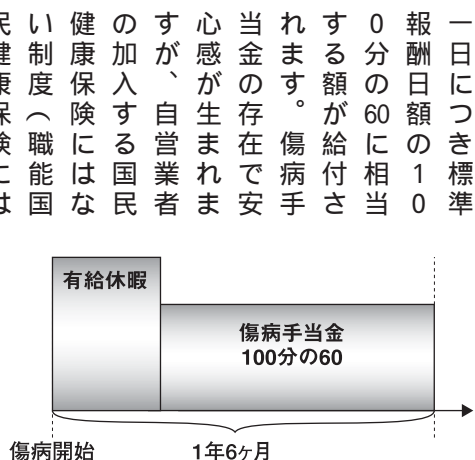 一日につき標準
報酬日額の１０
０分の60に相当
する額が給付さ
れます。傷病手
当金の存在で安
心感が生まれま
すが、自営業者
の加入する国民
健康保険にはな
い制度（職能国
民健康保険には
有給休暇
傷病手当金
100分の60
傷病開始
1年6ヶ月